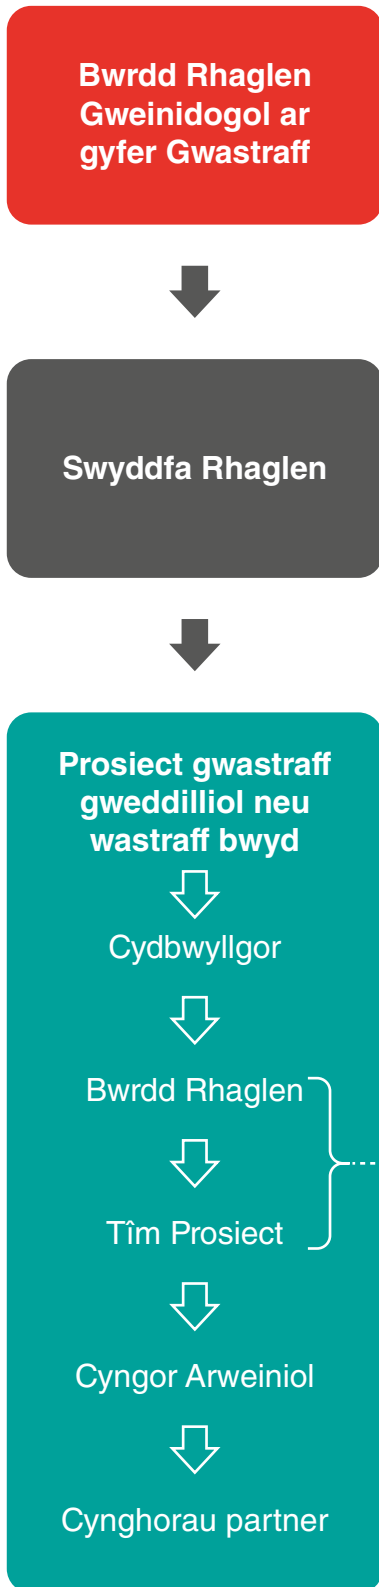 Bwrdd Rhaglen
Gweinidogol ar
gyfer Gwastraff
Swyddfa Rhaglen
Prosiect gwastraff
gweddilliol neu
wastraff bwyd
Cydbwyllgor
Bwrdd Rhaglen
Tîm Prosiect
Cyngor Arweiniol
Cynghorau partner